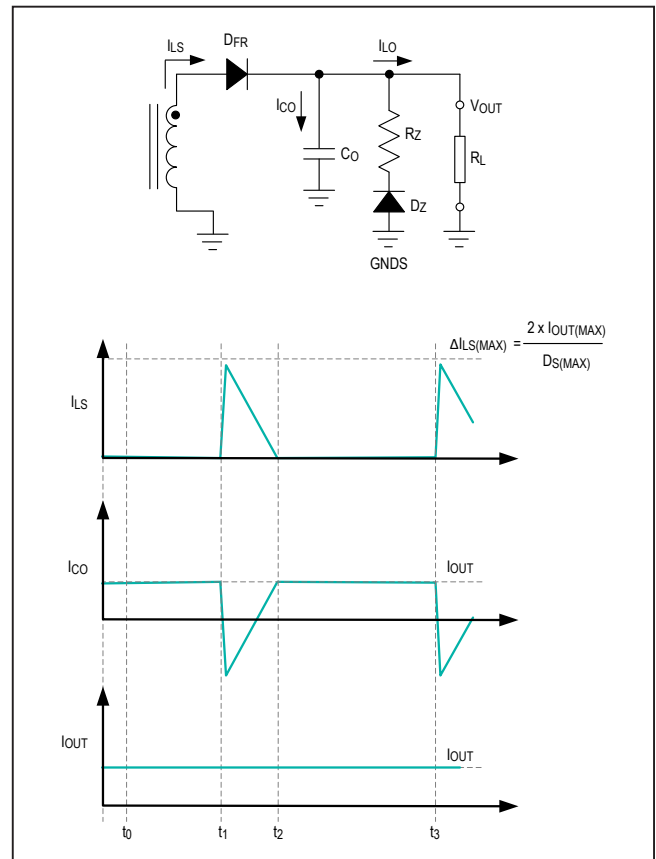 ILS DFR ILO
ICO VOUT
CO RZ RL
DZ
GNDS
ΔILS(MAX) = 2 x IOUT(MAX) / DS(MAX)
ILS
ICO IOUT
IOUT IOUT
t0 t1 t2 t3